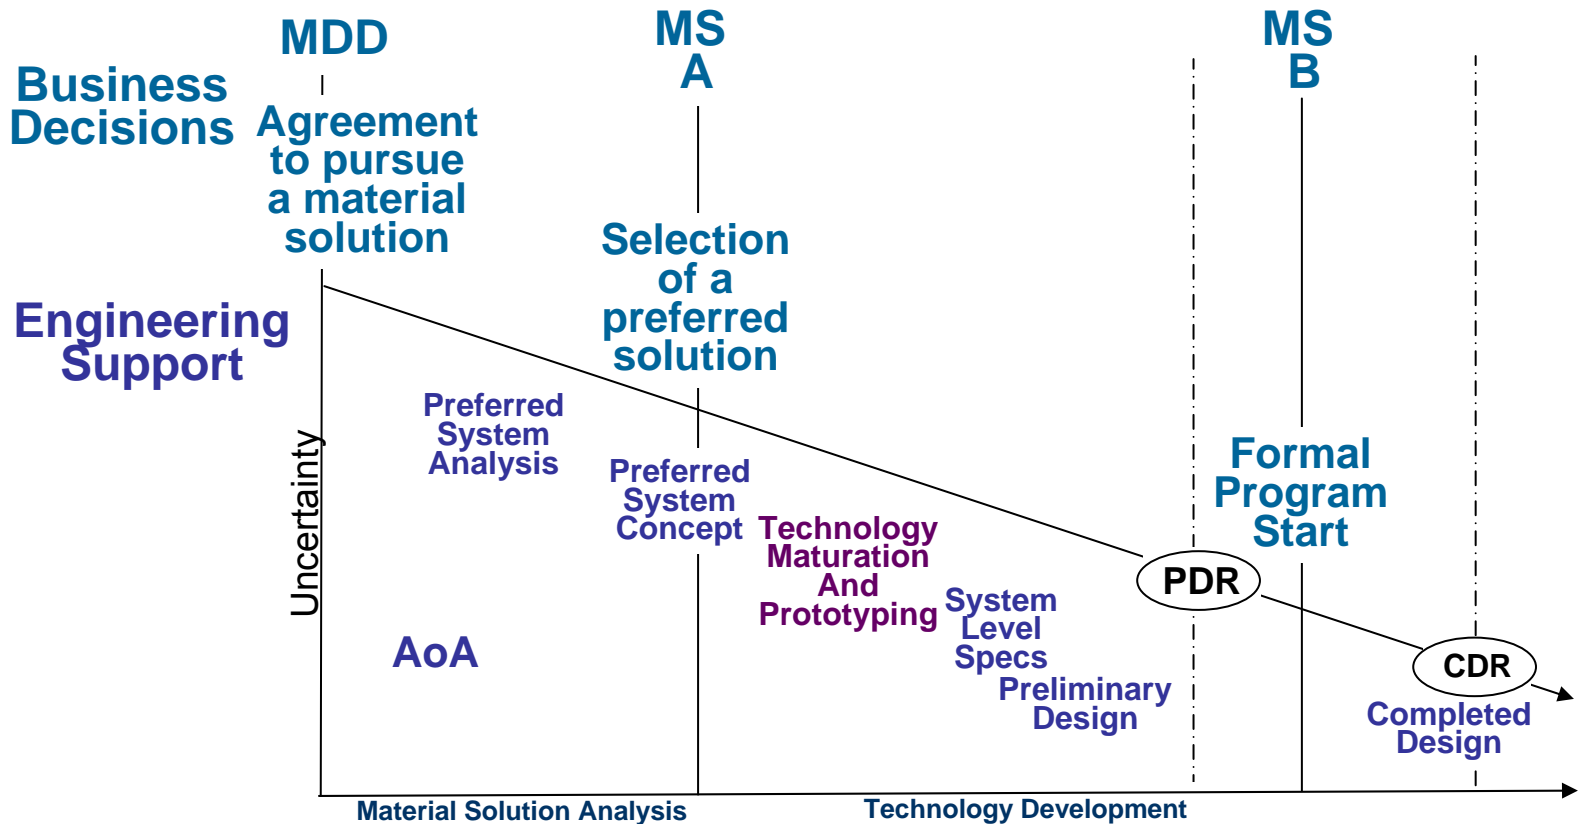 MDD
MS
A
MS
B
Business
Decisions
Agreement
to pursue
a material
solution
Selection
of a
preferred
solution
Engineering
Support
Preferred
System
Analysis
Preferred
System
Concept
Formal
Program
Start
Uncertainty
Technology
Maturation
And
Prototyping
System
Level
Specs
PDR
AoA
Preliminary
Design
CDR
Completed
Design
Material Solution Analysis
Technology Development